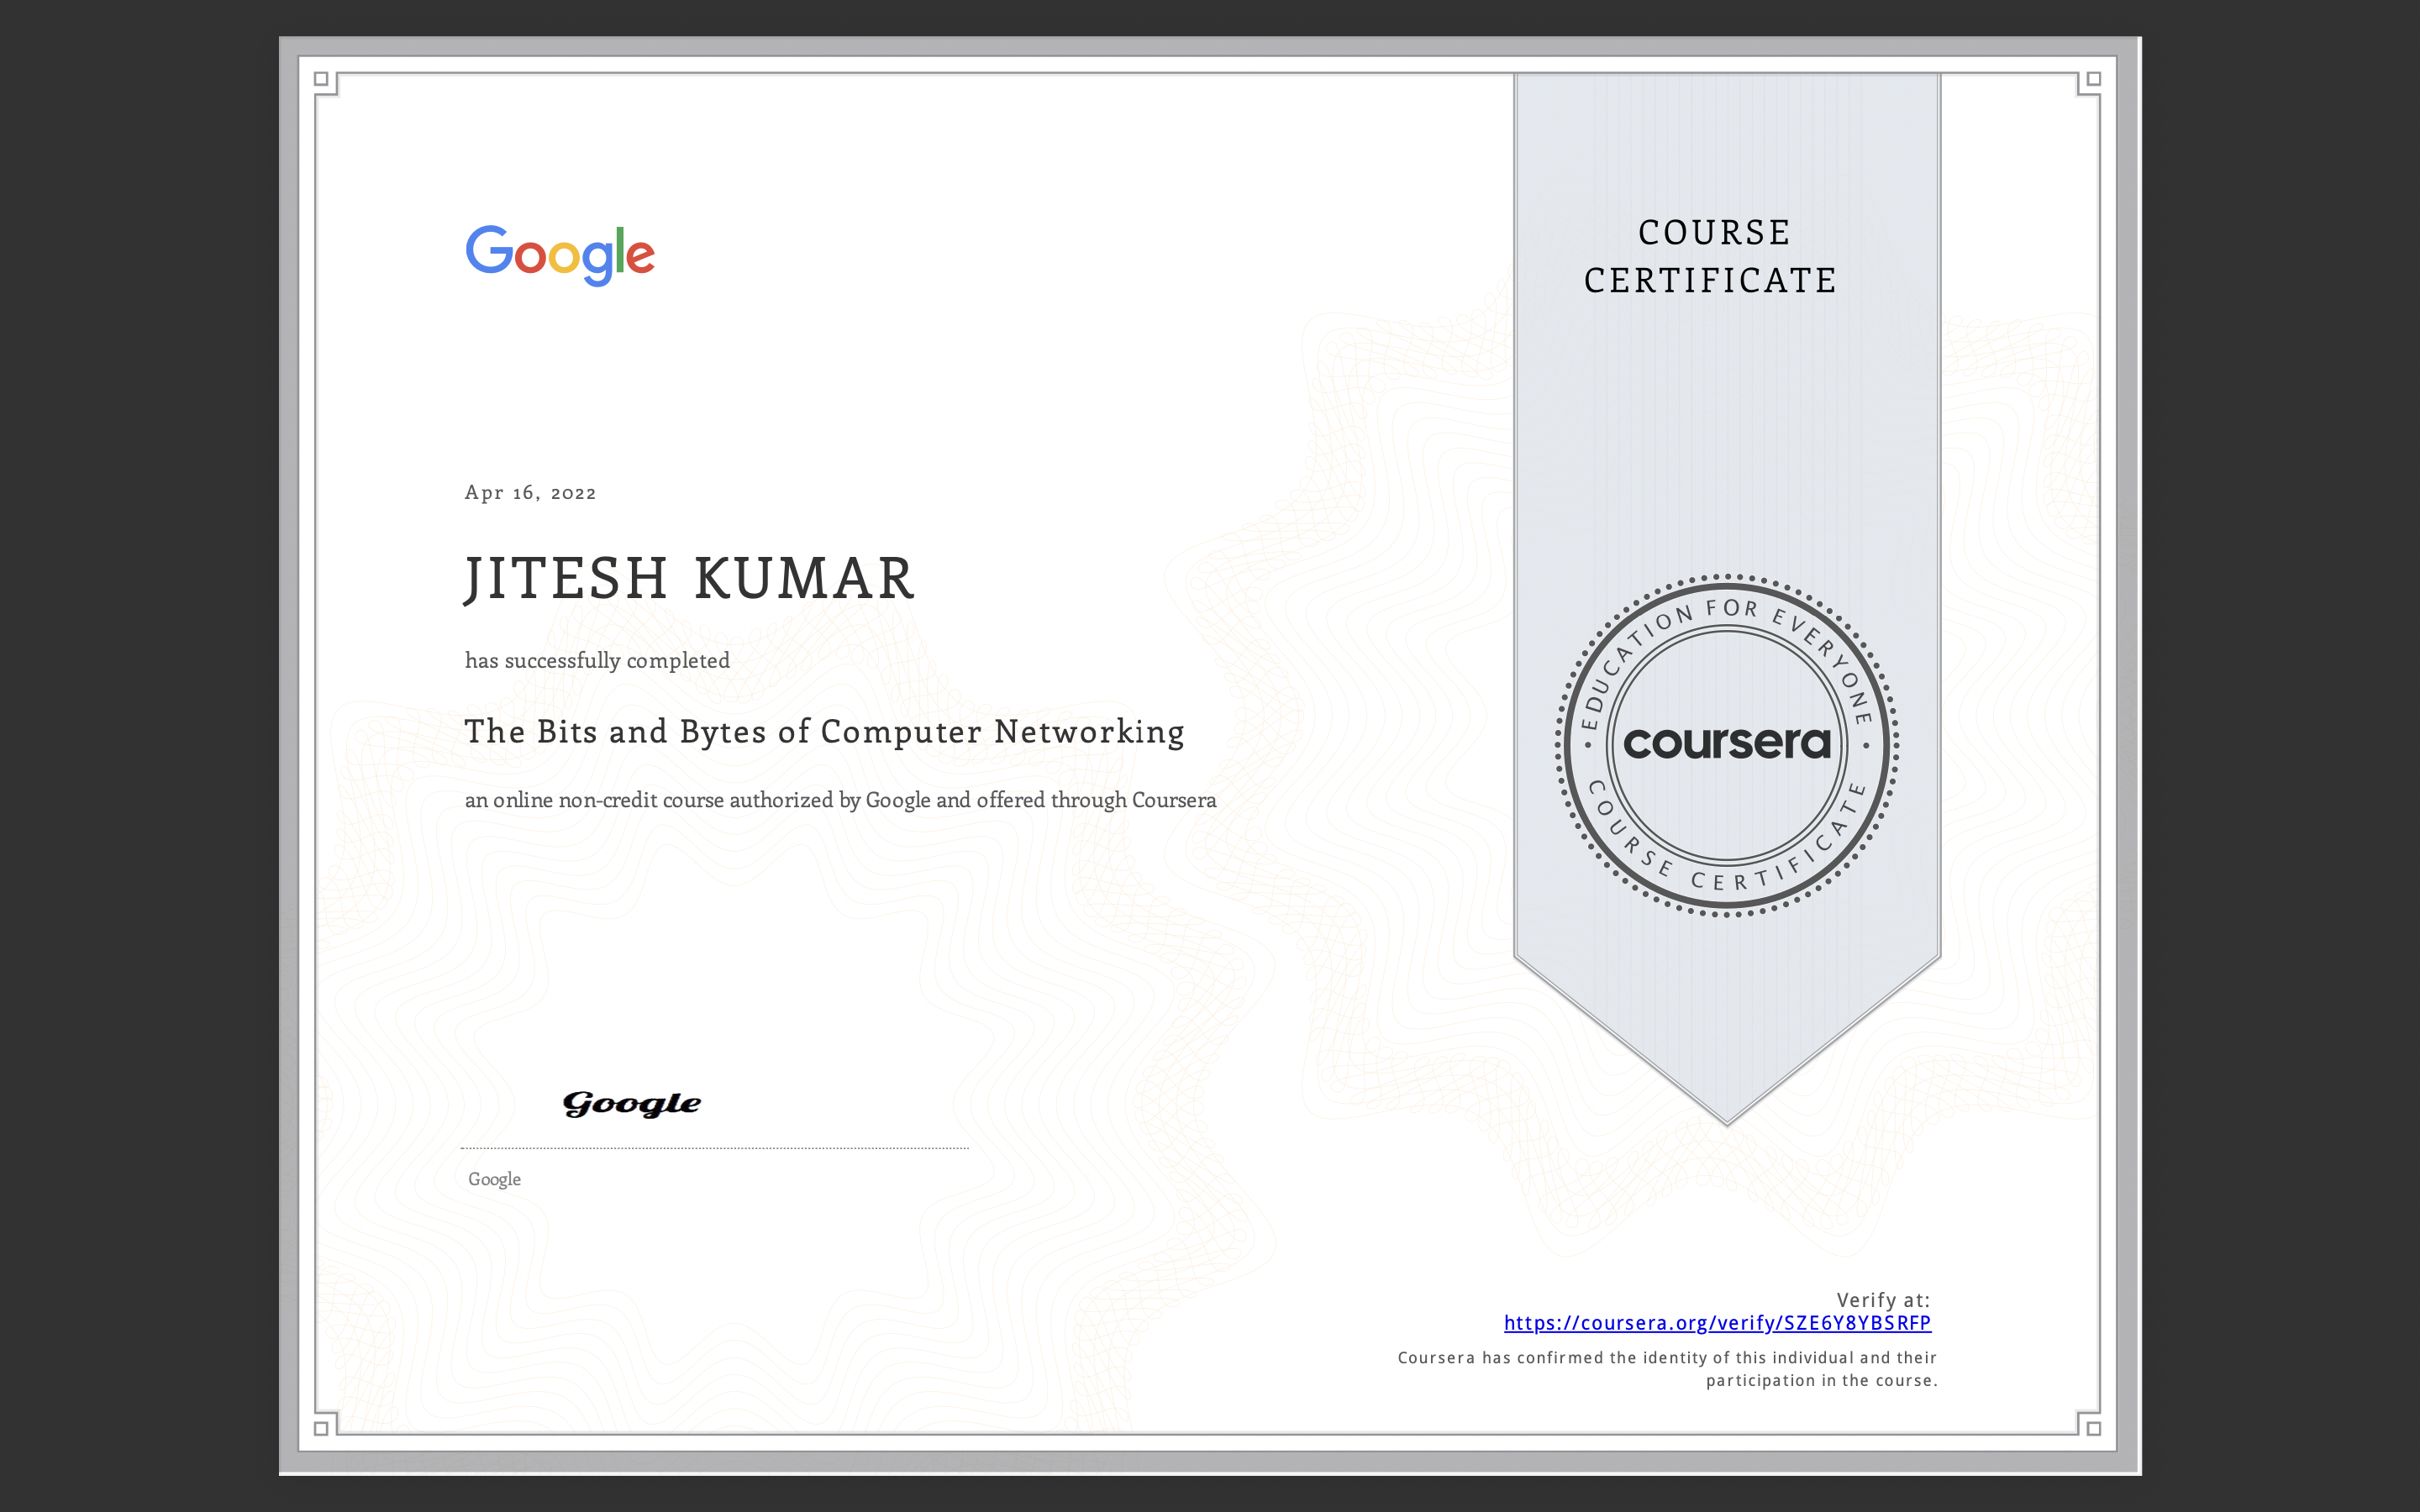 Google
COURSE
CERTIFICATE
Apr 16, 2022
JITESH KUMAR
has successfully completed
The Bits and Bytes of Computer Networking
an online non-credit course authorized by Google and offered through Coursera
EDUCATION FOR EVERYONE
coursera
COURSE CERTIFICATE
Google
Google
Verify at:
https://coursera.org/verify/SZE6Y8YBSRFP
Coursera has confirmed the identity of this individual and their
participation in the course.